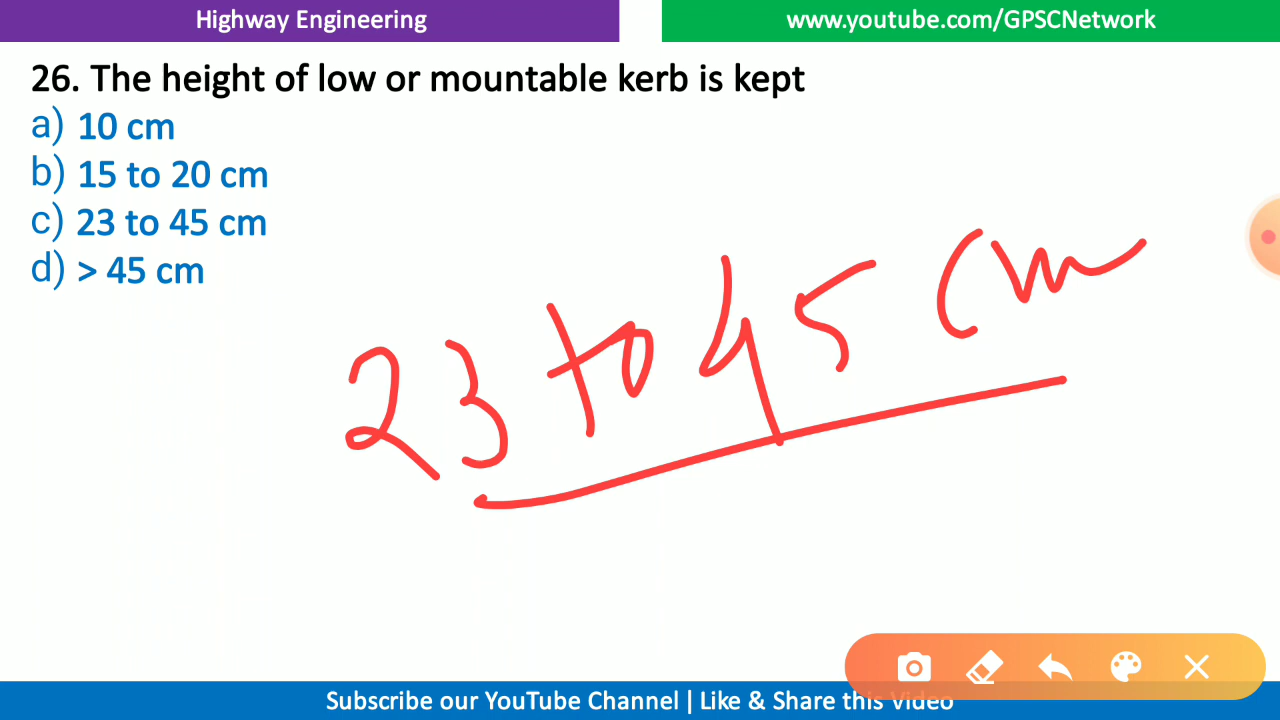 Highway Engineering
www.youtube.com/GPSCNetwork
26. The height of low or mountable kerb is kept
a) 10 cm
b) 15 to 20 cm
c) 23 to 45 cm
d) > 45 cm
23 to 45 cm
Subscribe our YouTube Channel | Like & Share this Video